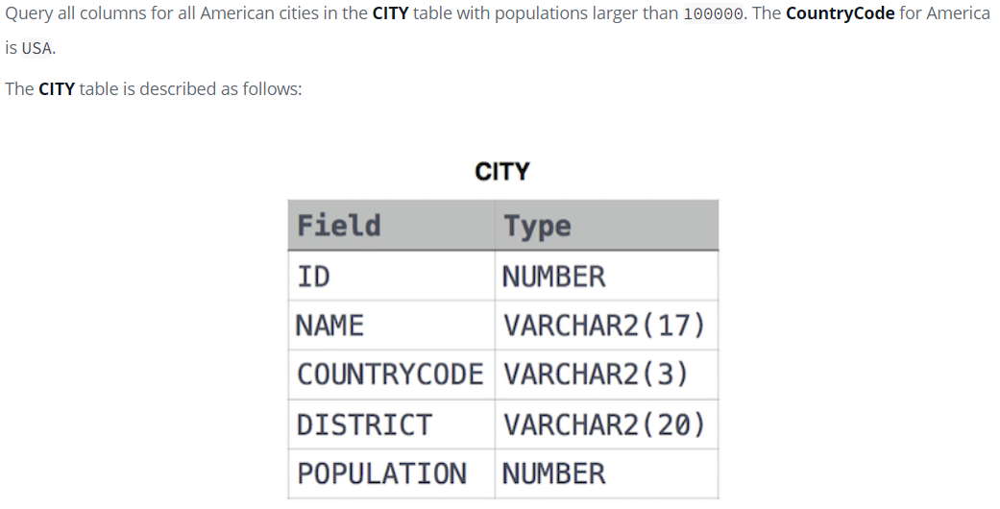 Query all columns for all American cities in the CITY table with populations larger than 100000. The CountryCode for America
is USA.
The CITY table is described as follows:
CITY
Field Type
ID NUMBER
NAME VARCHAR2(17)
COUNTRYCODE VARCHAR2(3)
DISTRICT VARCHAR2(20)
POPULATION NUMBER